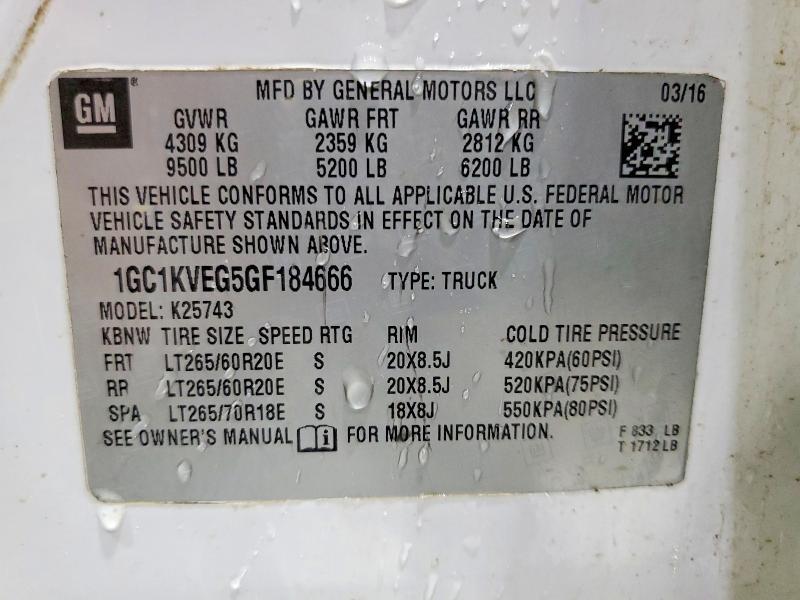 GM MFD BY GENERAL MOTORS LLC 03/16
GVWR GAWR FRT GAWR RR
4309 KG 2359 KG 2812 KG
9500 LB 5200 LB 6200 LB
THIS VEHICLE CONFORMS TO ALL APPLICABLE U.S. FEDERAL MOTOR
VEHICLE SAFETY STANDARDS IN EFFECT ON THE DATE OF
MANUFACTURE SHOWN ABOVE.
1GC1KVEG5GF184666 TYPE: TRUCK
MODEL: K25743
KBNW TIRE SIZE SPEED RTG RIM COLD TIRE PRESSURE
FRT LT265/60R20E S 20X8.5J 420KPA(60PSI)
RR LT265/60R20E S 20X8.5J 520KPA(75PSI)
SPA LT265/70R18E S 18X8J 550KPA(80PSI)
SEE OWNER'S MANUAL i FOR MORE INFORMATION. F 833 LB
T 1712 LB